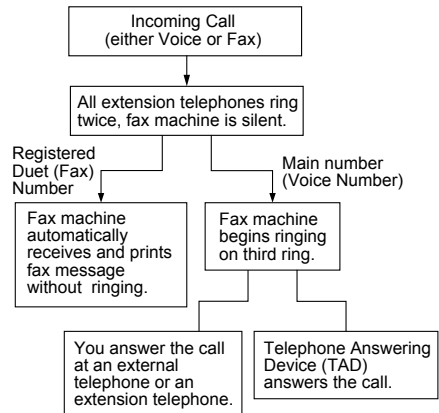 Incoming Call
(either Voice or Fax)
All extension telephones ring
twice, fax machine is silent.
Registered
Duet (Fax)
Number
Main number
(Voice Number)
Fax machine
automatically
receives and prints
fax message
without ringing.
Fax machine
begins ringing
on third ring.
You answer the call
at an external
telephone or an
extension telephone.
Telephone Answering
Device (TAD)
answers the call.